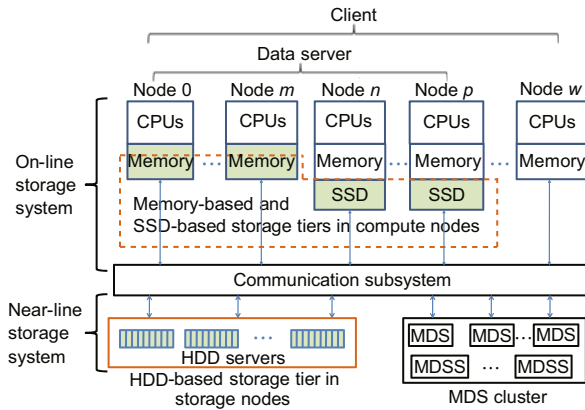 Client
Data server
Node 0
Node m
Node n
Node p
Node w
CPUs
CPUs
CPUs
CPUs
CPUs
Memory
...
Memory
Memory
...
Memory
...
Memory
SSD
SSD
On-line
storage
system
Memory-based and
SSD-based storage tiers in compute nodes
Communication subsystem
Near-line
storage
system
...
HDD servers
HDD-based storage tier in
storage nodes
MDS
MDS
...
MDS
MDSS
...
MDSS
MDS cluster